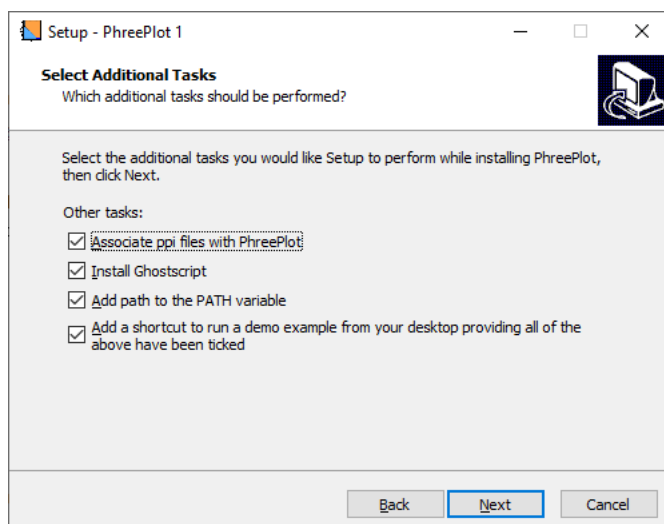 Setup - PhreePlot 1
Select Additional Tasks
Which additional tasks should be performed?
Select the additional tasks you would like Setup to perform while installing PhreePlot,
then click Next.
Other tasks:
Associate ppi files with PhreePlot
Install Ghostscript
Add path to the PATH variable
Add a shortcut to run a demo example from your desktop providing all of the
above have been ticked
Back
Next
Cancel